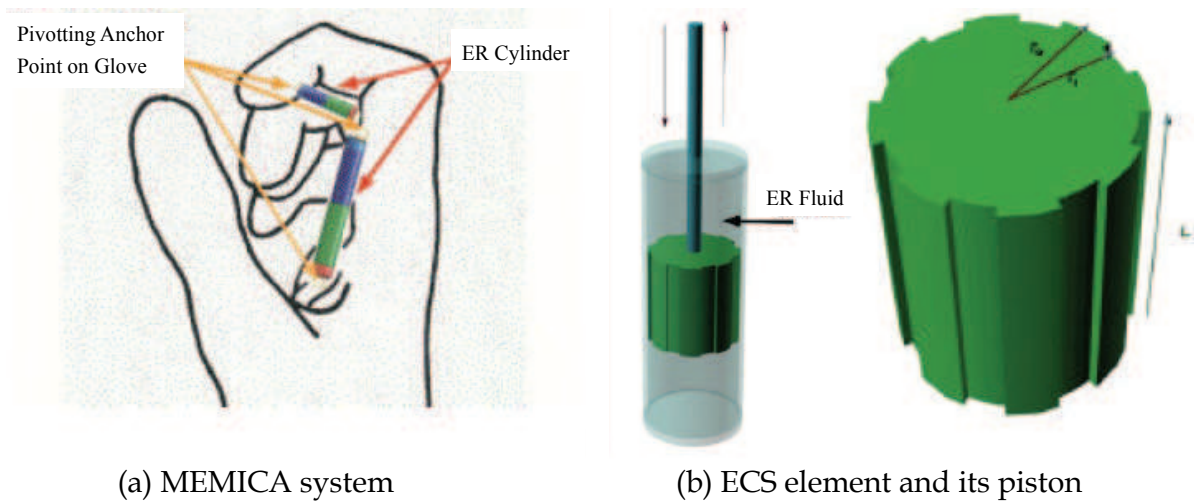 Pivotting Anchor
Point on Glove
ER Cylinder
ER Fluid
L
(a) MEMICA system
(b) ECS element and its piston